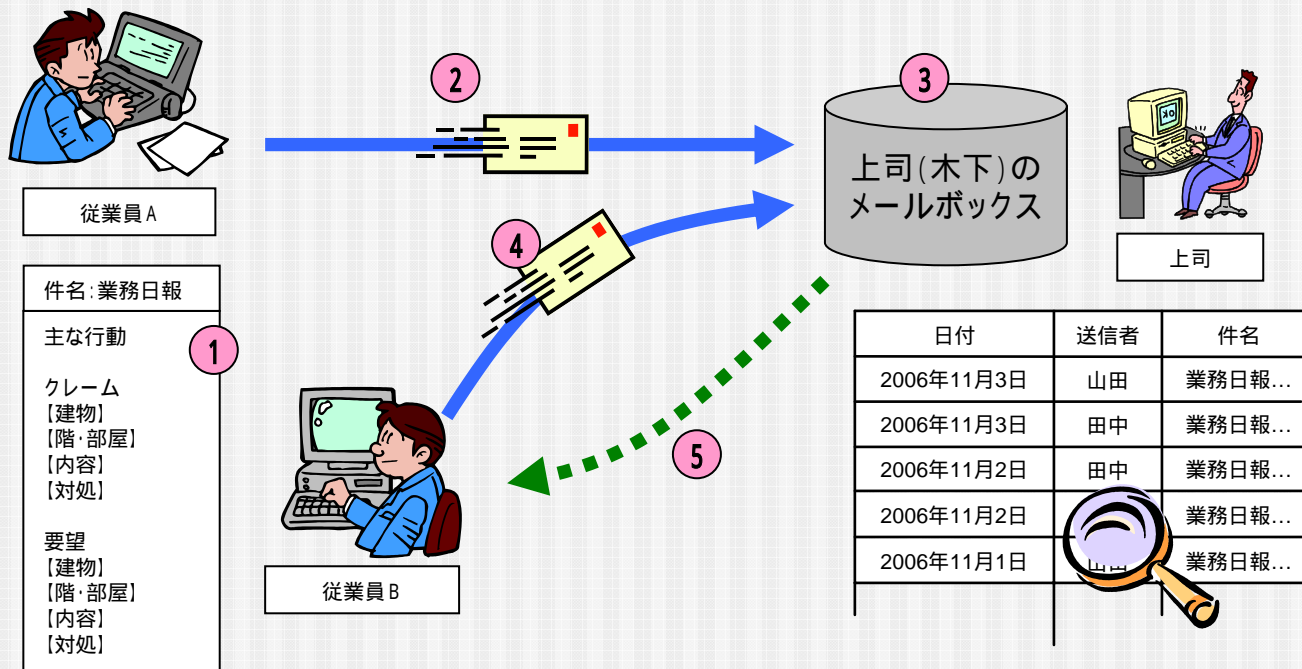 従業員A
件名:業務日報
主な行動
クレーム
【建物】
【階・部屋】
【内容】
【対処】
要望
【建物】
【階・部屋】
【内容】
【対処】
1
2
3
4
5
従業員B
上司(木下)の
メールボックス
OK
上司
日付 送信者 件名
2006年11月3日 山田 業務日報…
2006年11月3日 田中 業務日報…
2006年11月2日 田中 業務日報…
2006年11月2日 業務日報…
2006年11月1日 山田 業務日報…